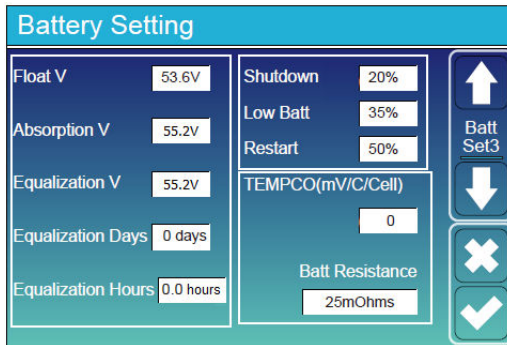 Battery Setting
Float V 53.6V
Absorption V 55.2V
Equalization V 55.2V
Equalization Days 0 days
Equalization Hours 0.0 hours
Shutdown 20%
Low Batt 35%
Restart 50%
TEMPCO(mV/C/Cell)
0
Batt Resistance
25mOhms
Batt
Set3